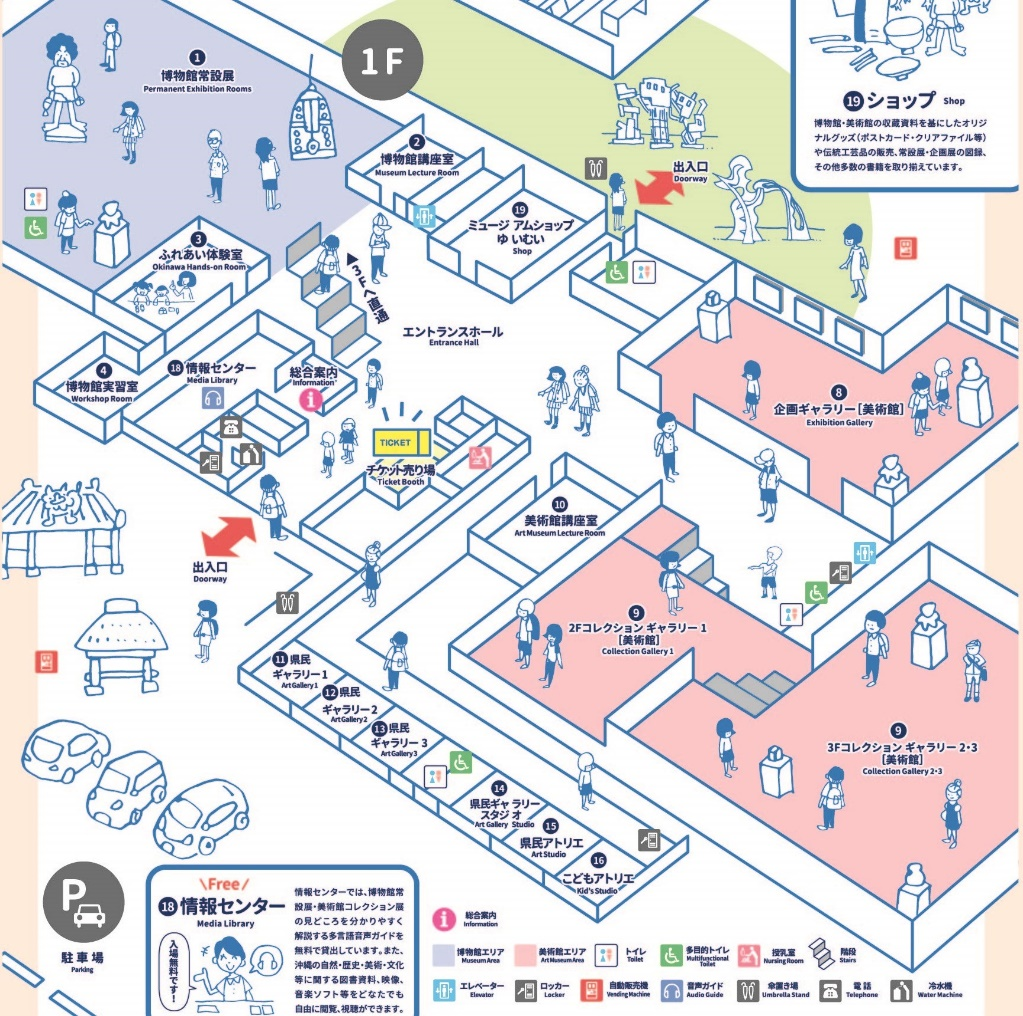 1F
1
博物館常設展
Permanent Exhibition Rooms
2
博物館講座室
Museum Lecture Room
19
ミュージアムショップ
ゆいむい
Shop
出入口
Doorway
19 ショップ Shop
博物館・美術館の収蔵資料を基にしたオリジ
ナルグッズ(ポストカード・クリアファイル等)
や伝統工芸品の販売、常設展・企画展の図録、
その他多数の書籍を取り揃えています。
3
ふれあい体験室
Okinawa Hands-on Room
▲3Fへ直通
エントランスホール
Entrance Hall
4
博物館実習室
Workshop Room
18 情報センター
Media Library
総合案内
Information
i
TICKET
チケット売り場
Ticket Booth
8
企画ギャラリー[美術館]
Exhibition Gallery
10
美術館講座室
Art Museum Lecture Room
出入口
Doorway
9
2Fコレクション ギャラリー 1
[美術館]
Collection Gallery 1
9
3Fコレクション ギャラリー 2・3
[美術館]
Collection Gallery 2・3
11 県民
ギャラリー 1
Art Gallery 1
12 県民
ギャラリー 2
Art Gallery 2
13 県民
ギャラリー 3
Art Gallery 3
14
県民ギャラリー
スタジオ
Art Gallery Studio
15
県民アトリエ
Art Studio
16
こどもアトリエ
Kid's Studio
P
駐車場
Parking
\Free/
18 情報センター
Media Library
入場無料です!
情報センターでは、博物館常
設展・美術館コレクション展
の見どころを分かりやすく
解説する多言語音声ガイドを
無料で貸出しています。また、
沖縄の自然・歴史・美術・文化
等に関する図書資料、映像、
音楽ソフト等をどなたでも
自由に閲覧、視聴ができます。
i
総合案内
Information
博物館エリア
Museum Area
美術館エリア
Art Museum Area
トイレ
Toilet
多目的トイレ
Multifunctional
Toilet
授乳室
Nursing Room
階段
Stairs
エレベーター
Elevator
ロッカー
Locker
自動販売機
Vending Machine
音声ガイド
Audio Guide
傘置き場
Umbrella Stand
電話
Telephone
冷水機
Water Machine